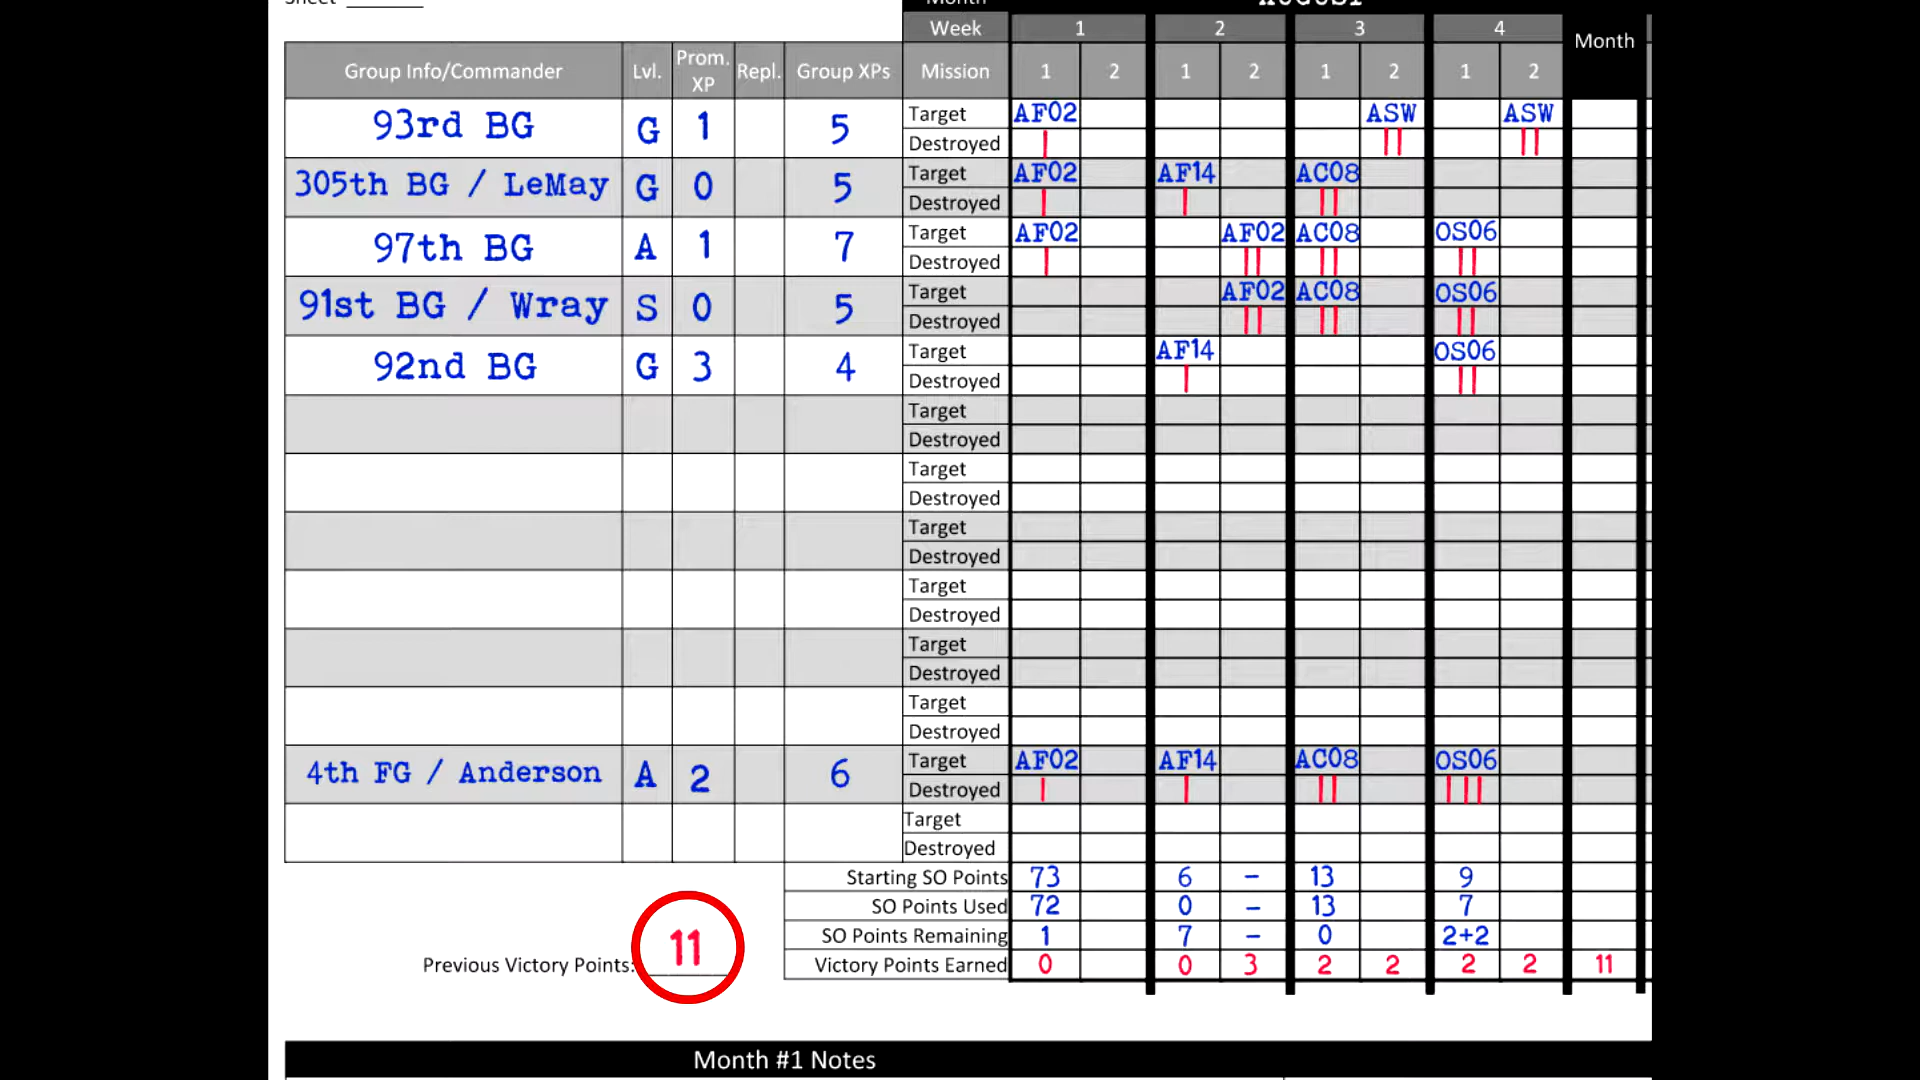 Sheet Month AUGUST
Week 1 2 3 4 Month
Group Info/Commander Lvl. Prom. XP Repl. Group XPs Mission 1 2 1 2 1 2 1 2
93rd BG G 1 5 Target AF02 ASW ASW
Destroyed | || ||
305th BG / LeMay G 0 5 Target AF02 AF14 AC08
Destroyed | | ||
97th BG A 1 7 Target AF02 AF02 AC08 OS06
Destroyed | || || ||
91st BG / Wray S 0 5 Target AF02 AC08 OS06
Destroyed || || ||
92nd BG G 3 4 Target AF14 OS06
Destroyed | ||
Target
Destroyed
Target
Destroyed
Target
Destroyed
Target
Destroyed
Target
Destroyed
Target
Destroyed
4th FG / Anderson A 2 6 Target AF02 AF14 AC08 OS06
Destroyed | | || |||
Target
Destroyed
Starting SO Points 73 6 – 13 9
SO Points Used 72 0 – 13 7
SO Points Remaining 1 7 – 0 2+2
Previous Victory Points: 11 Victory Points Earned 0 0 3 2 2 2 2 11
Month #1 Notes